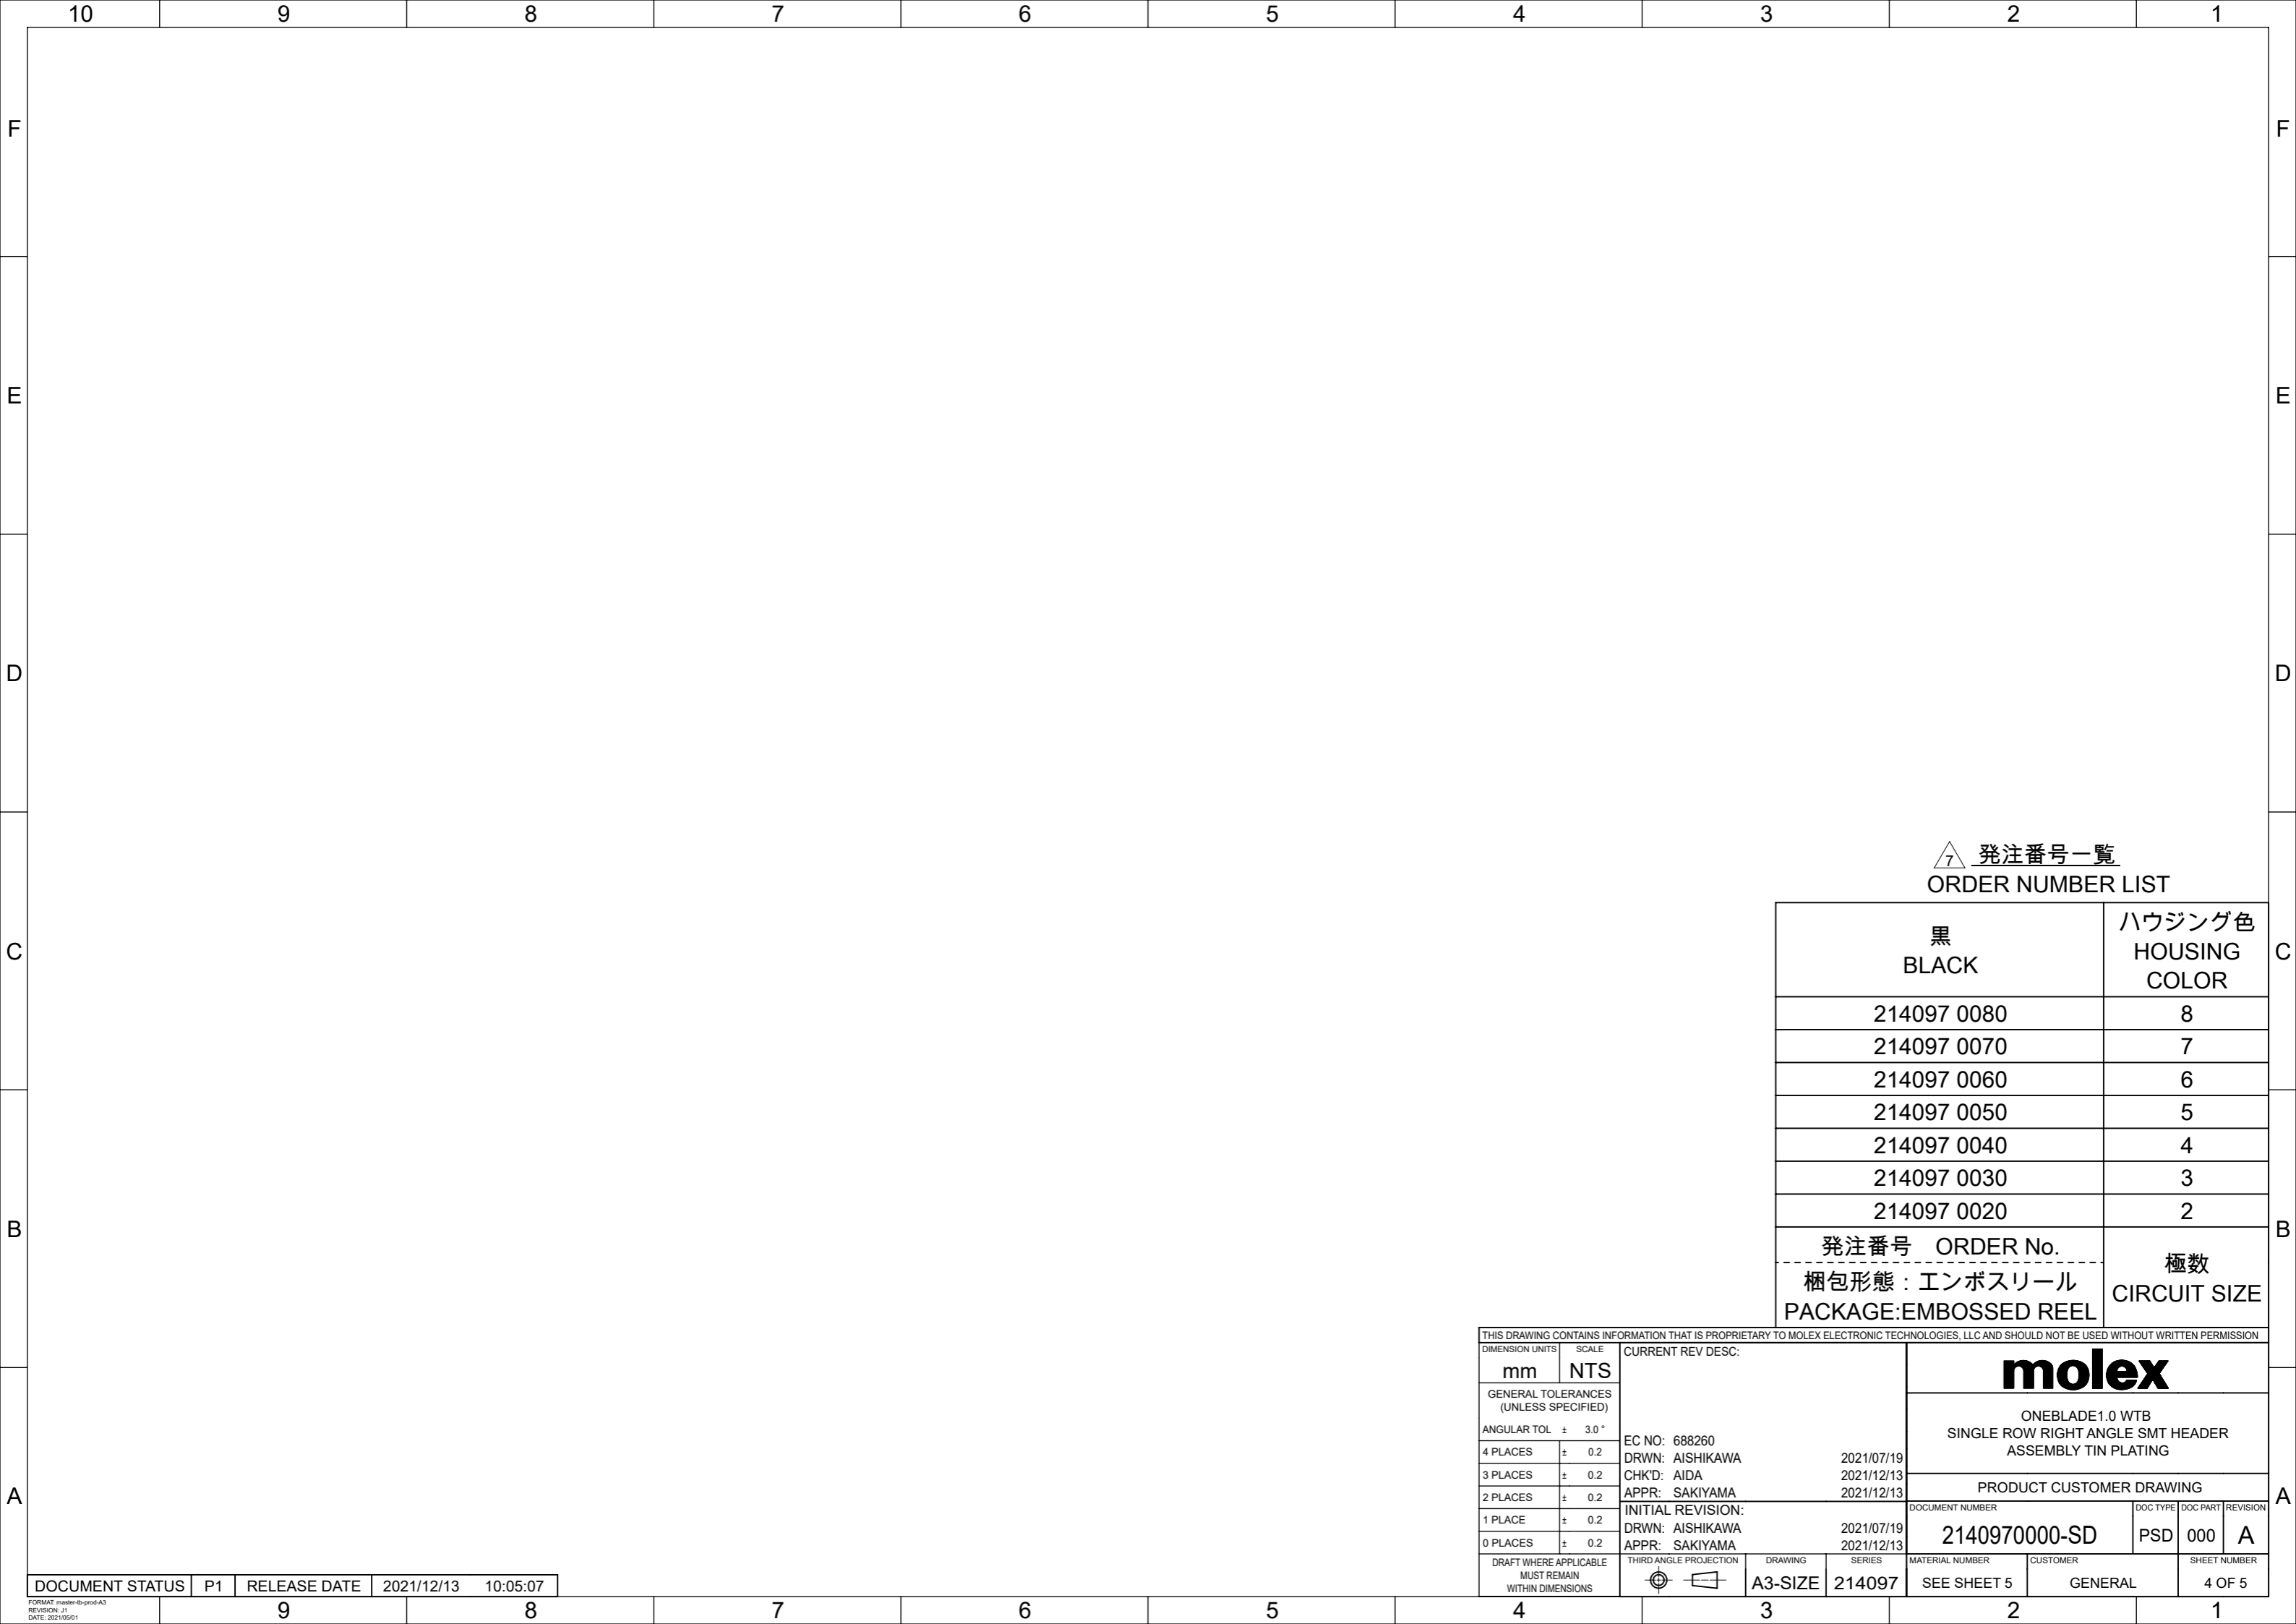 10 9 8 7 6 5 4 3 2 1
F F
E E
D D
7 発注番号一覧
ORDER NUMBER LIST
黒
BLACK
ハウジング色
HOUSING
COLOR
C C
214097 0080 8
214097 0070 7
214097 0060 6
214097 0050 5
214097 0040 4
214097 0030 3
214097 0020 2
B B
発注番号 ORDER No.
梱包形態：エンボスリール
PACKAGE:EMBOSSED REEL
極数
CIRCUIT SIZE
THIS DRAWING CONTAINS INFORMATION THAT IS PROPRIETARY TO MOLEX ELECTRONIC TECHNOLOGIES, LLC AND SHOULD NOT BE USED WITHOUT WRITTEN PERMISSION
DIMENSION UNITS SCALE
mm NTS
GENERAL TOLERANCES
(UNLESS SPECIFIED)
ANGULAR TOL ± 3.0 °
4 PLACES ± 0.2
3 PLACES ± 0.2
2 PLACES ± 0.2
1 PLACE ± 0.2
0 PLACES ± 0.2
DRAFT WHERE APPLICABLE
MUST REMAIN
WITHIN DIMENSIONS
CURRENT REV DESC:
EC NO: 688260
DRWN: AISHIKAWA 2021/07/19
CHK'D: AIDA 2021/12/13
APPR: SAKIYAMA 2021/12/13
INITIAL REVISION:
DRWN: AISHIKAWA 2021/07/19
APPR: SAKIYAMA 2021/12/13
THIRD ANGLE PROJECTION
DRAWING
A3-SIZE
SERIES
214097
molex
ONEBLADE1.0 WTB
SINGLE ROW RIGHT ANGLE SMT HEADER
ASSEMBLY TIN PLATING
PRODUCT CUSTOMER DRAWING
DOCUMENT NUMBER DOC TYPE DOC PART REVISION
2140970000-SD PSD 000 A
MATERIAL NUMBER CUSTOMER SHEET NUMBER
SEE SHEET 5 GENERAL 4 OF 5
A A
DOCUMENT STATUS P1 RELEASE DATE 2021/12/13 10:05:07
FORMAT: master-tb-prod-A3
REVISION: J1
DATE: 2021/05/01
9 8 7 6 5 4 3 2 1